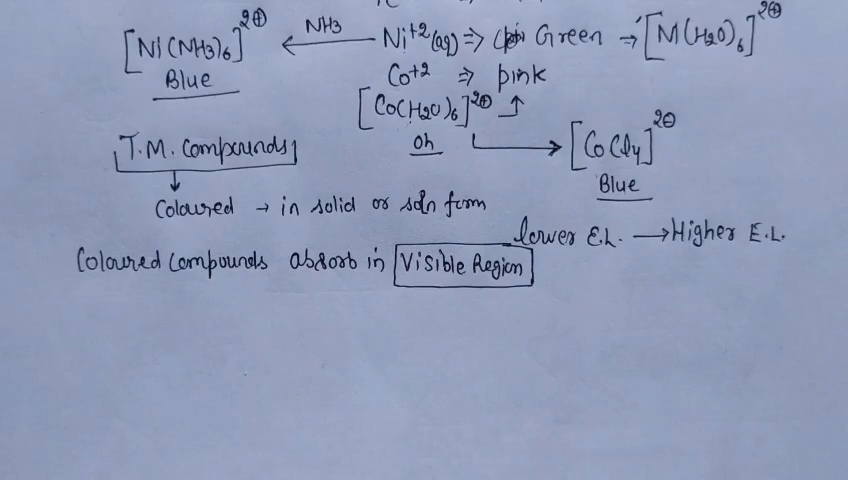 [Ni(NH3)6]2⊕ ← NH3 Ni+2(aq) ⇒ Green → [M(H2O)6]2⊕
Blue
Co+2 ⇒ pink
[Co(H2O)6]2⊕
Oh
[CoCl4]2⊖
Blue
T.M. Compounds
Coloured → in solid or soln form
lower E.L. → Higher E.L.
Coloured Compounds absorb in Visible Region